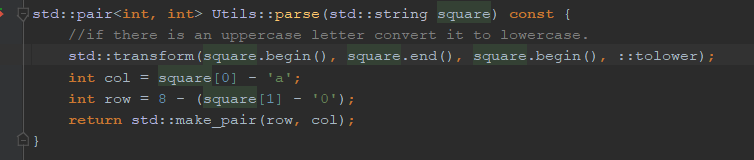 std::pair<int, int> Utils::parse(std::string square) const {
    //if there is an uppercase letter convert it to lowercase.
    std::transform(square.begin(), square.end(), square.begin(), ::tolower);
    int col = square[0] - 'a';
    int row = 8 - (square[1] - '0');
    return std::make_pair(row, col);
}